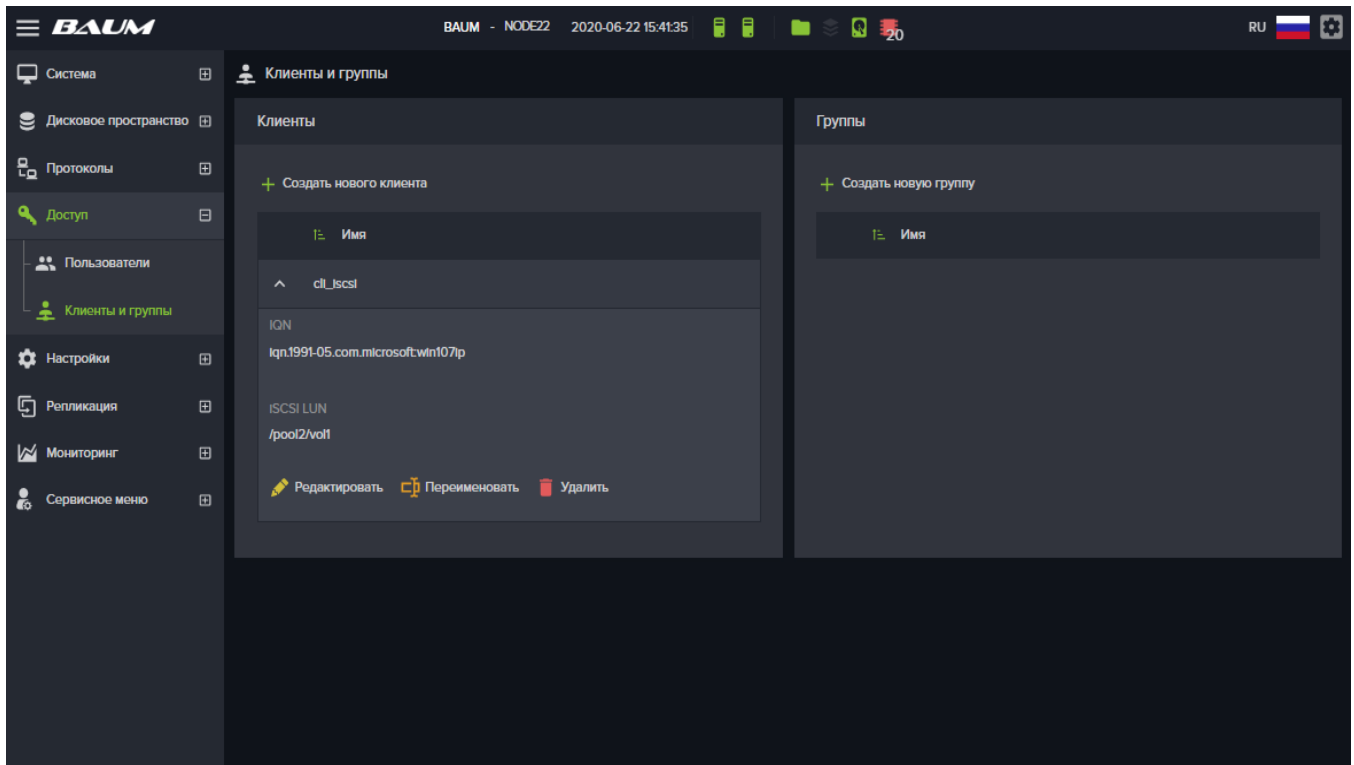 BAUM
BAUM - NODE22 2020-06-22 15:41:35
20
RU
Система
Дисковое пространство
Протоколы
Доступ
Пользователи
Клиенты и группы
Настройки
Репликация
Мониторинг
Сервисное меню
Клиенты и группы
Клиенты
Создать нового клиента
Имя
cli_iscsi
IQN
iqn.1991-05.com.microsoft:win107ip
ISCSI LUN
/pool2/vol1
Редактировать Переименовать Удалить
Группы
Создать новую группу
Имя